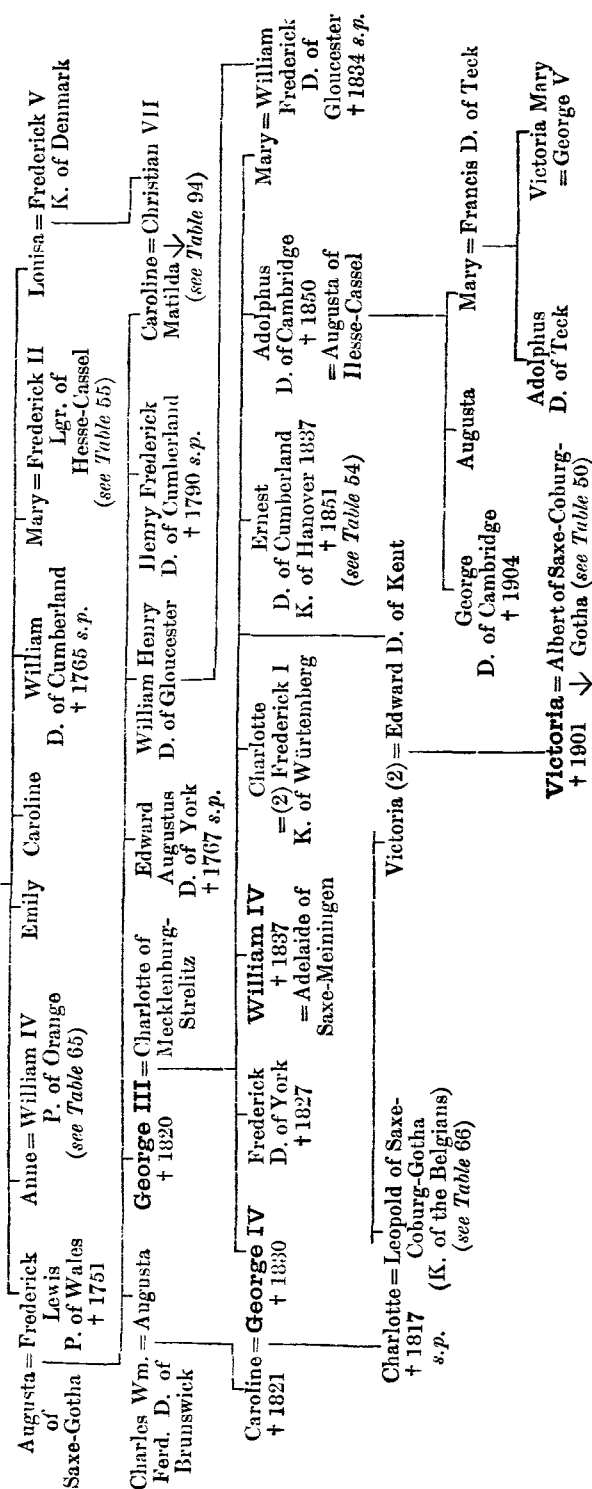 Augusta = Frederick
of Lewis
Saxe-Gotha P. of Wales
† 1751
Anne = William IV
P. of Orange
(see Table 65)
Emily
Caroline
William
D. of Cumberland
† 1765 s.p.
Mary = Frederick II
Lgr. of
Hesse-Cassel
(see Table 55)
Louisa = Frederick V
K. of Denmark
Charles Wm. = Augusta
Ferd. D. of
Brunswick
George III = Charlotte of
† 1820 Mecklenburg-
Strelitz
Edward
Augustus
D. of York
† 1767 s.p.
William Henry
D. of Gloucester
Henry Frederick
D. of Cumberland
† 1790 s.p.
Caroline = Christian VII
Matilda
(see Table 94)
Caroline = George IV
† 1821 † 1830
Frederick
D. of York
† 1827
William IV
† 1837
= Adelaide of
Saxe-Meiningen
Charlotte
= (2) Frederick I
K. of Würtemberg
Ernest
D. of Cumberland
K. of Hanover 1837
† 1851
(see Table 54)
Adolphus
D. of Cambridge
† 1850
= Augusta of
Hesse-Cassel
Mary = William
Frederick
D. of
Gloucester
† 1834 s.p.
Charlotte = Leopold of Saxe-
† 1817 Coburg-Gotha
s.p. (K. of the Belgians)
(see Table 66)
Victoria (2) = Edward D. of Kent
George
D. of Cambridge
† 1904
Augusta
Mary = Francis D. of Teck
Victoria = Albert of Saxe-Coburg-
† 1901 Gotha (see Table 50)
Adolphus
D. of Teck
Victoria Mary
= George V